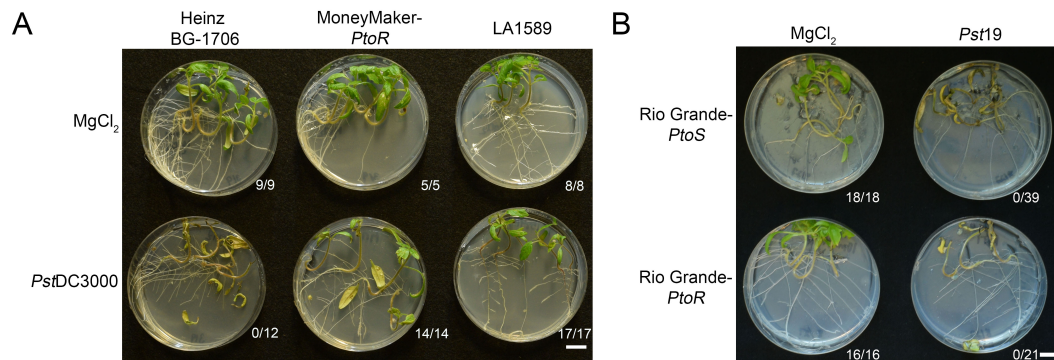 A
Heinz
BG-1706
MoneyMaker-
PtoR
LA1589
MgCl₂
9/9
5/5
8/8
PstDC3000
0/12
14/14
17/17
B
MgCl₂
Pst19
Rio Grande-
PtoS
18/18
0/39
Rio Grande-
PtoR
16/16
0/21